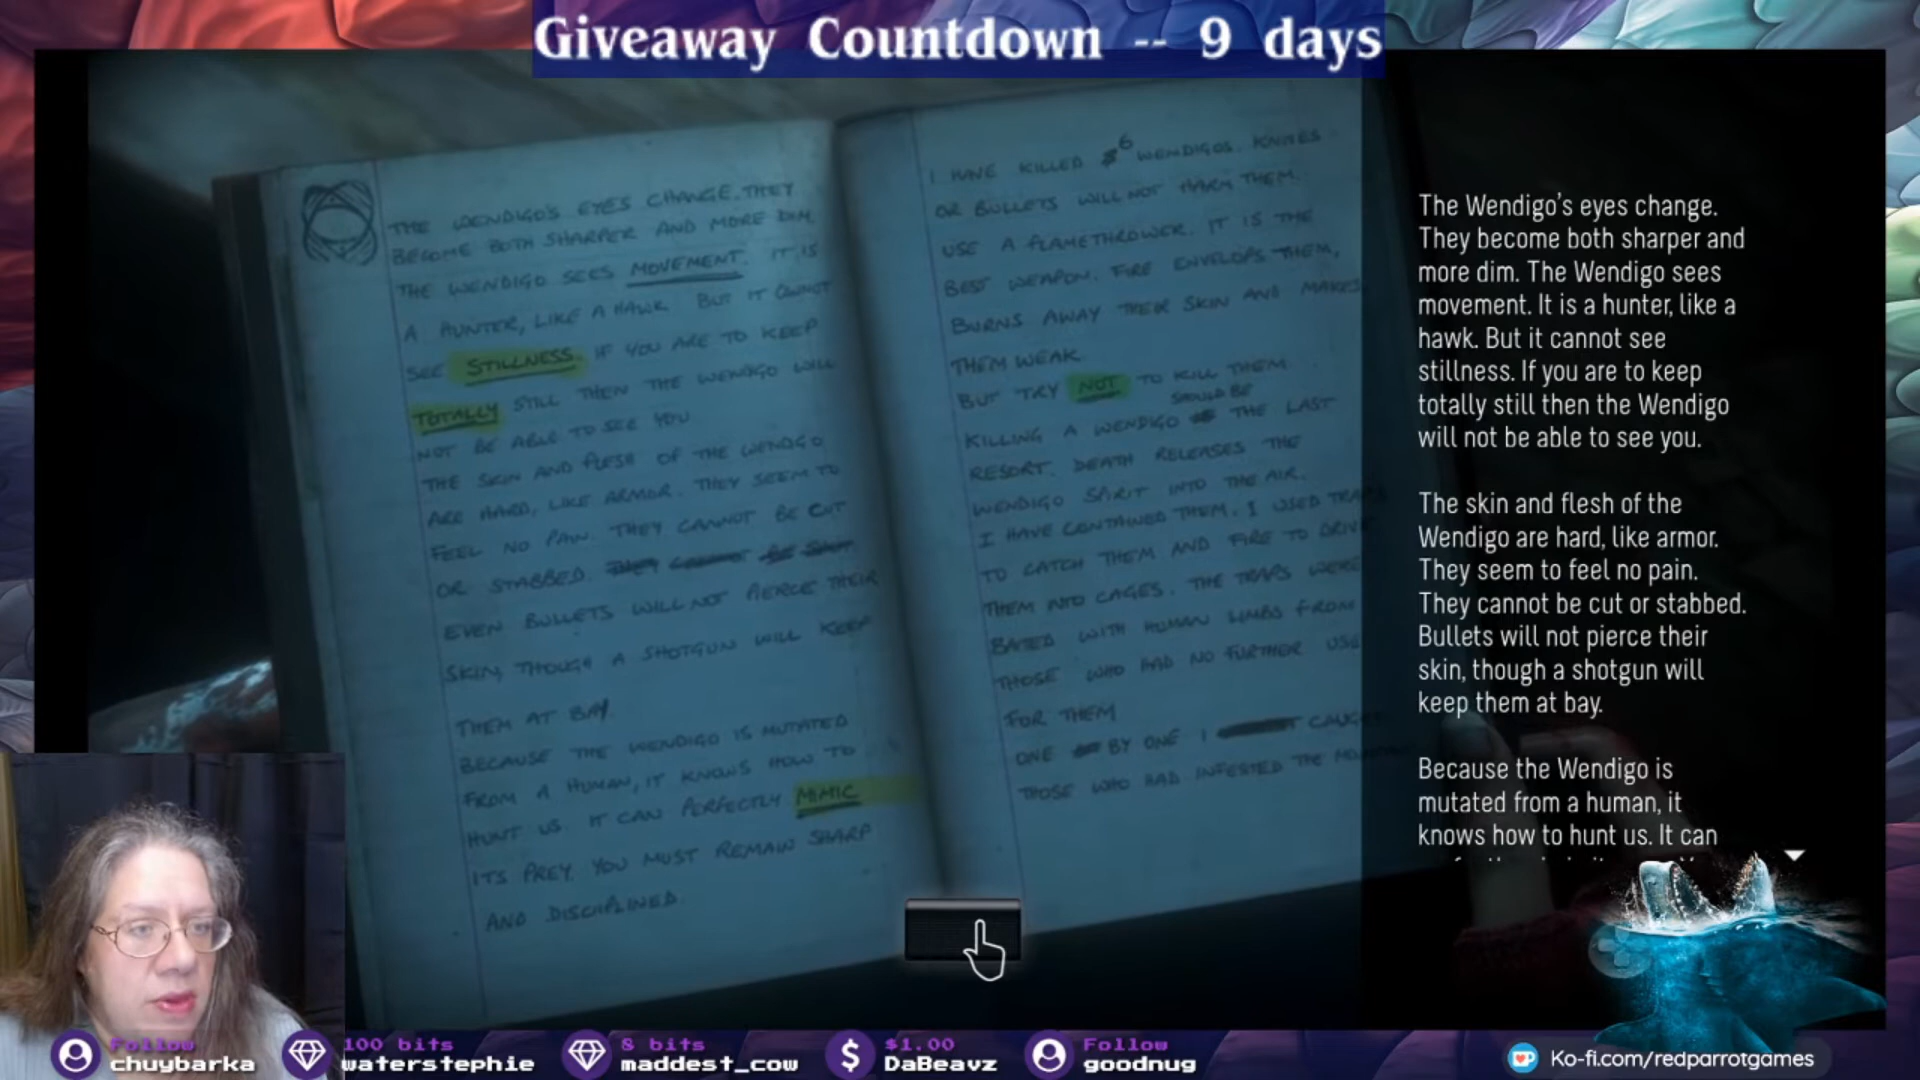 Giveaway Countdown -- 9 days
THE WENDIGO'S EYES CHANGE. THEY
BECOME BOTH SHARPER AND MORE DIM
THE WENDIGO SEES MOVEMENT. IT IS
A HUNTER, LIKE A HAWK BUT IT CANNOT
SEE STILLNESS. IF YOU ARE TO KEEP
TOTALLY STILL THEN THE WENDIGO WILL
NOT BE ABLE TO SEE YOU
THE SKIN AND FLESH OF THE WENDIGO
ARE HARD, LIKE ARMOR. THEY SEEM TO
FEEL NO PAIN. THEY CANNOT BE CUT
OR STABBED. THEY CANNOT BE SHOT
EVEN BULLETS WILL NOT PIERCE THEIR
SKIN, THOUGH A SHOTGUN WILL KEEP
THEM AT BAY
BECAUSE THE WENDIGO IS MUTATED
FROM A HUMAN, IT KNOWS HOW TO
HUNT US. IT CAN PERFECTLY MIMIC
ITS PREY. YOU MUST REMAIN SHARP
AND DISCIPLINED.
I HAVE KILLED 6 WENDIGOS. KNIVES
OR BULLETS WILL NOT HARM THEM.
USE A FLAMETHROWER. IT IS THE
BEST WEAPON. FIRE ENVELOPS THEM,
BURNS AWAY THEIR SKIN AND MAKES
THEM WEAK.
BUT TRY NOT TO KILL THEM
SHOULD BE
KILLING A WENDIGO THE LAST
RESORT. DEATH RELEASES THE
WENDIGO SPIRIT INTO THE AIR.
I HAVE CONTAINED THEM. I USED TRAPS
TO CATCH THEM AND FIRE TO DRIVE
THEM INTO CAGES. THE TRAPS WERE
BAITED WITH HUMAN LIMBS FROM
THOSE WHO HAD NO FURTHER USE
FOR THEM
ONE BY ONE I CAUGHT
THOSE WHO HAD INFESTED THE
The Wendigo's eyes change.
They become both sharper and
more dim. The Wendigo sees
movement. It is a hunter, like a
hawk. But it cannot see
stillness. If you are to keep
totally still then the Wendigo
will not be able to see you.
The skin and flesh of the
Wendigo are hard, like armor.
They seem to feel no pain.
They cannot be cut or stabbed.
Bullets will not pierce their
skin, though a shotgun will
keep them at bay.
Because the Wendigo is
mutated from a human, it
knows how to hunt us. It can
Follow
chuybarka
100 bits
waterstephie
8 bits
maddest_cow
$1.00
DaBeavz
Follow
goodnug
Ko-fi.com/redparrotgames